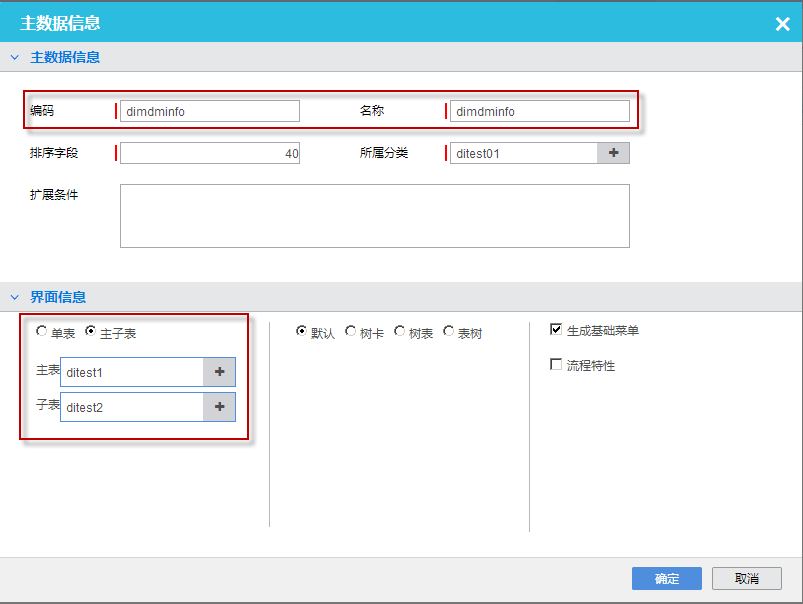 主数据信息
主数据信息
编码 dimdminfo 名称 dimdminfo
排序字段 40 所属分类 ditest01
扩展条件
界面信息
单表 主子表 默认 树卡 树表 表树 生成基础菜单
主表 ditest1 流程特性
子表 ditest2
确定 取消